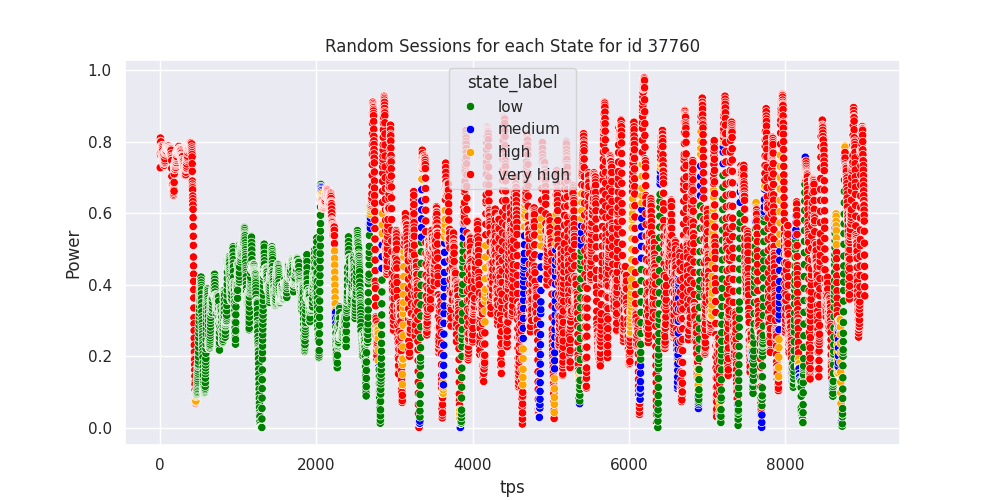 Random Sessions for each State for id 37760
1.0
0.8
0.6
0.4
0.2
0.0
Power
state_label
low
medium
high
very high
0
2000
4000
6000
8000
tps